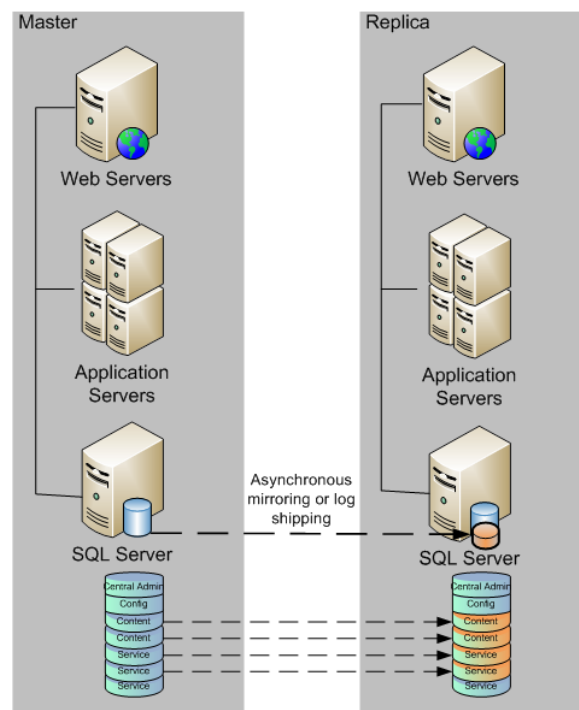 Master
Web Servers
Application
Servers
SQL Server
Central Admin
Config
Content
Content
Service
Service
Service
Asynchronous
mirroring or log
shipping
Replica
Web Servers
Application
Servers
SQL Server
Central Admin
Config
Content
Content
Service
Service
Service